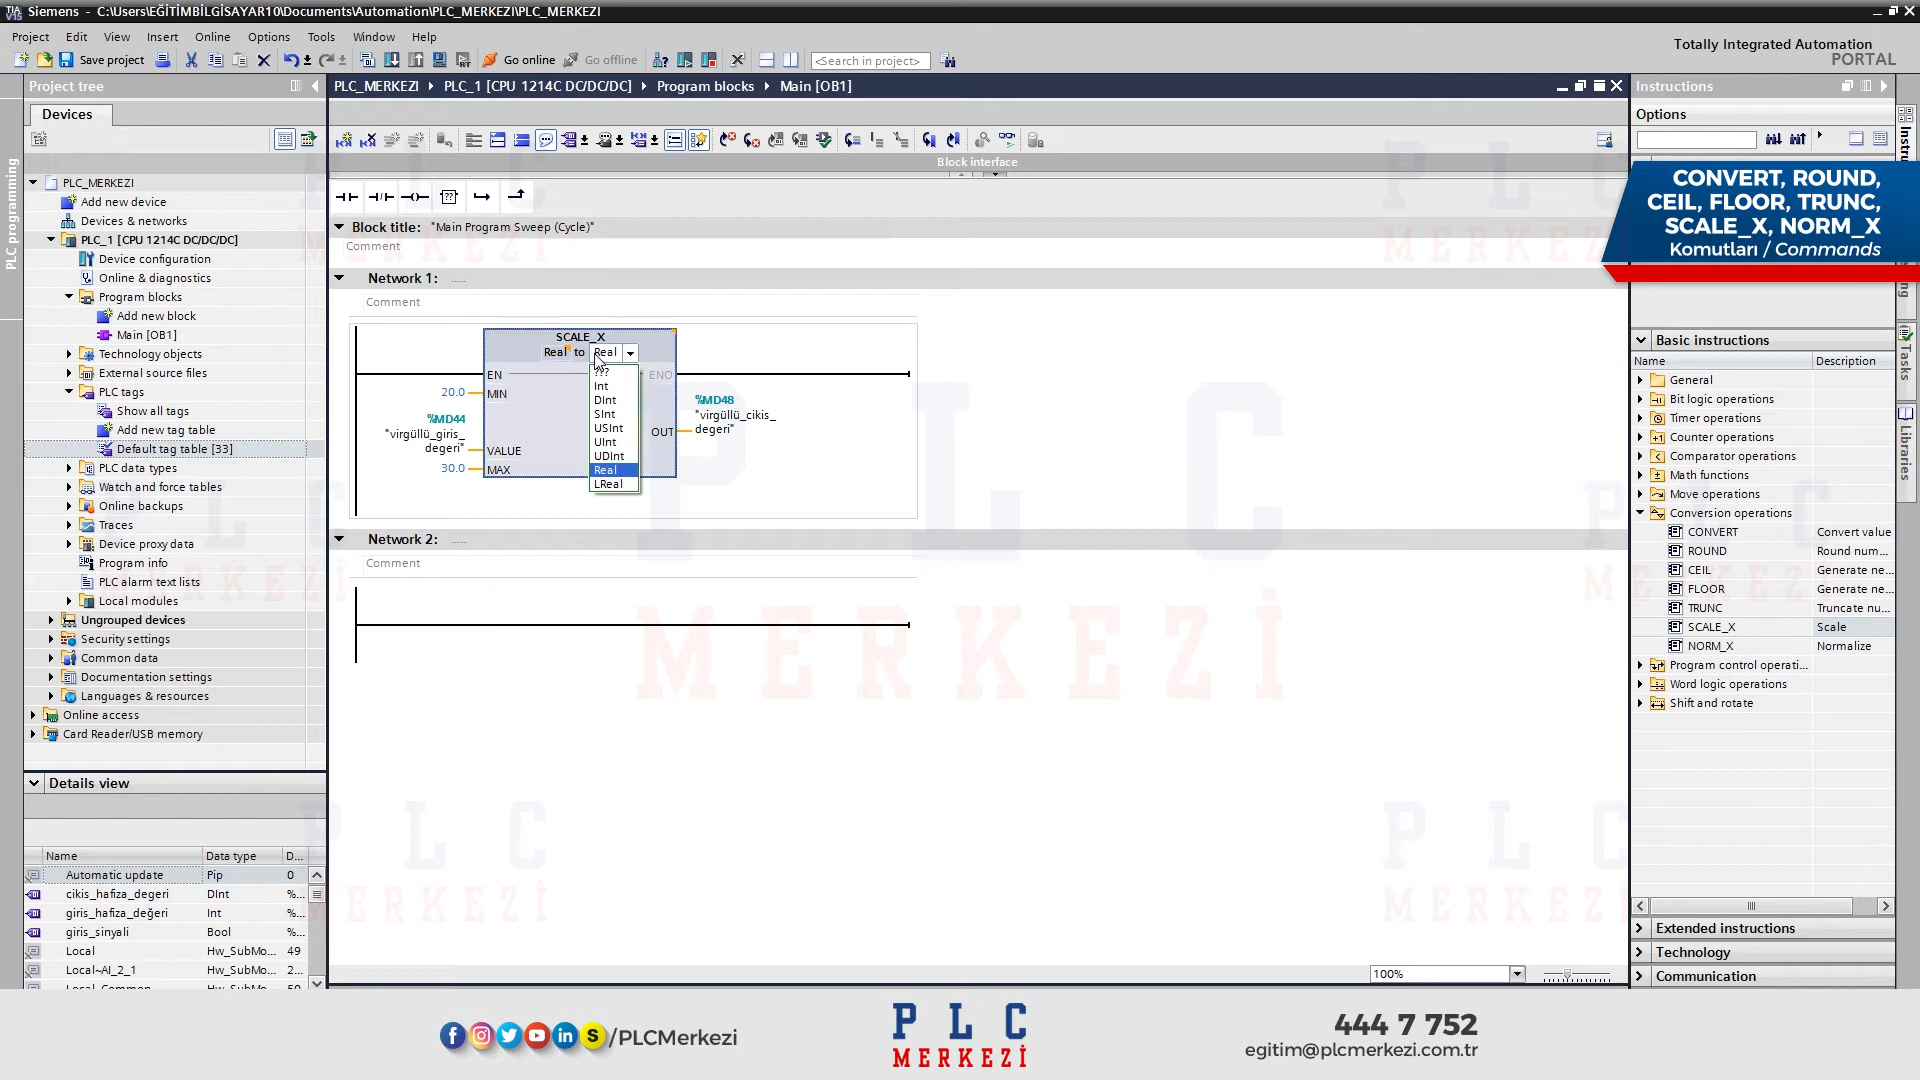 Siemens - C:\Users\EĞİTİMBİLGİSAYAR10\Documents\Automation\PLC_MERKEZI\PLC_MERKEZI
Project Edit View Insert Online Options Tools Window Help
Totally Integrated Automation
PORTAL
Save project
Go online
Go offline
<Search in project>
Project tree
PLC_MERKEZI
PLC_1 [CPU 1214C DC/DC/DC]
Program blocks
Main [OB1]
Instructions
Devices
Options
Block interface
PLC programming
PLC_MERKEZI
Add new device
Devices & networks
PLC_1 [CPU 1214C DC/DC/DC]
Device configuration
Online & diagnostics
Program blocks
Add new block
Main [OB1]
Technology objects
External source files
PLC tags
Show all tags
Add new tag table
Default tag table [33]
PLC data types
Watch and force tables
Online backups
Traces
Device proxy data
Program info
PLC alarm text lists
Local modules
Ungrouped devices
Security settings
Common data
Documentation settings
Languages & resources
Online access
Card Reader/USB memory
Details view
Name Data type D...
Automatic update Pip 0
cikis_hafiza_degeri DInt %...
giris_hafiza_değeri Int %...
giris_sinyali Bool %...
Local Hw_SubMo... 49
Local~AI_2_1 Hw_SubMo... 2...
Local_Common Hw_SubMo... 50
Block title: "Main Program Sweep (Cycle)"
Comment
Network 1: .....
Comment
SCALE_X
Real to Real
EN
ENO
20.0
MIN
%MD44
"virgüllü_giris_
degeri"
VALUE
30.0
MAX
OUT
%MD48
"virgüllü_cikis_
degeri"
???
Int
DInt
SInt
USInt
UInt
UDInt
Real
LReal
Network 2: .....
Comment
PLC
MERKEZİ
100%
CONVERT, ROUND,
CEIL, FLOOR, TRUNC,
SCALE_X, NORM_X
Komutları / Commands
Basic instructions
Name Description
General
Bit logic operations
Timer operations
Counter operations
Comparator operations
Math functions
Move operations
Conversion operations
CONVERT Convert value
ROUND Round num...
CEIL Generate ne...
FLOOR Generate ne...
TRUNC Truncate nu...
SCALE_X Scale
NORM_X Normalize
Program control operati...
Word logic operations
Shift and rotate
Extended instructions
Technology
Communication
Tasks
Libraries
/PLCMerkezi
PLC
MERKEZİ
444 7 752
egitim@plcmerkezi.com.tr